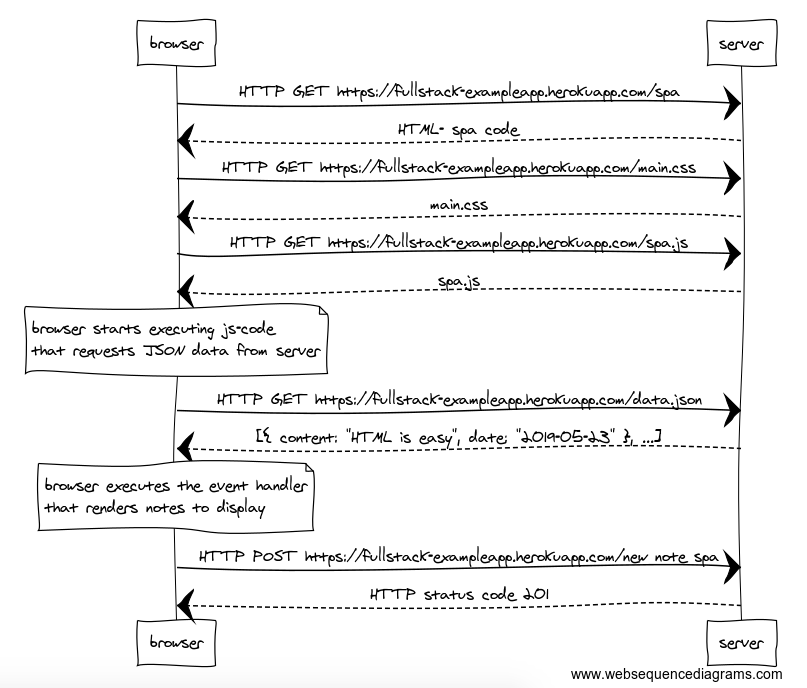 browser
server
HTTP GET https://fullstack-exampleapp.herokuapp.com/spa
HTML- spa code
HTTP GET https://fullstack-exampleapp.herokuapp.com/main.css
main.css
HTTP GET https://fullstack-exampleapp.herokuapp.com/spa.js
spa.js
browser starts executing js-code
that requests JSON data from server
HTTP GET https://fullstack-exampleapp.herokuapp.com/data.json
[{ content: "HTML is easy", date: "2019-05-23" }, ...]
browser executes the event handler
that renders notes to display
HTTP POST https://fullstack-exampleapp.herokuapp.com/new note spa
HTTP status code 201
browser
server
www.websequencediagrams.com